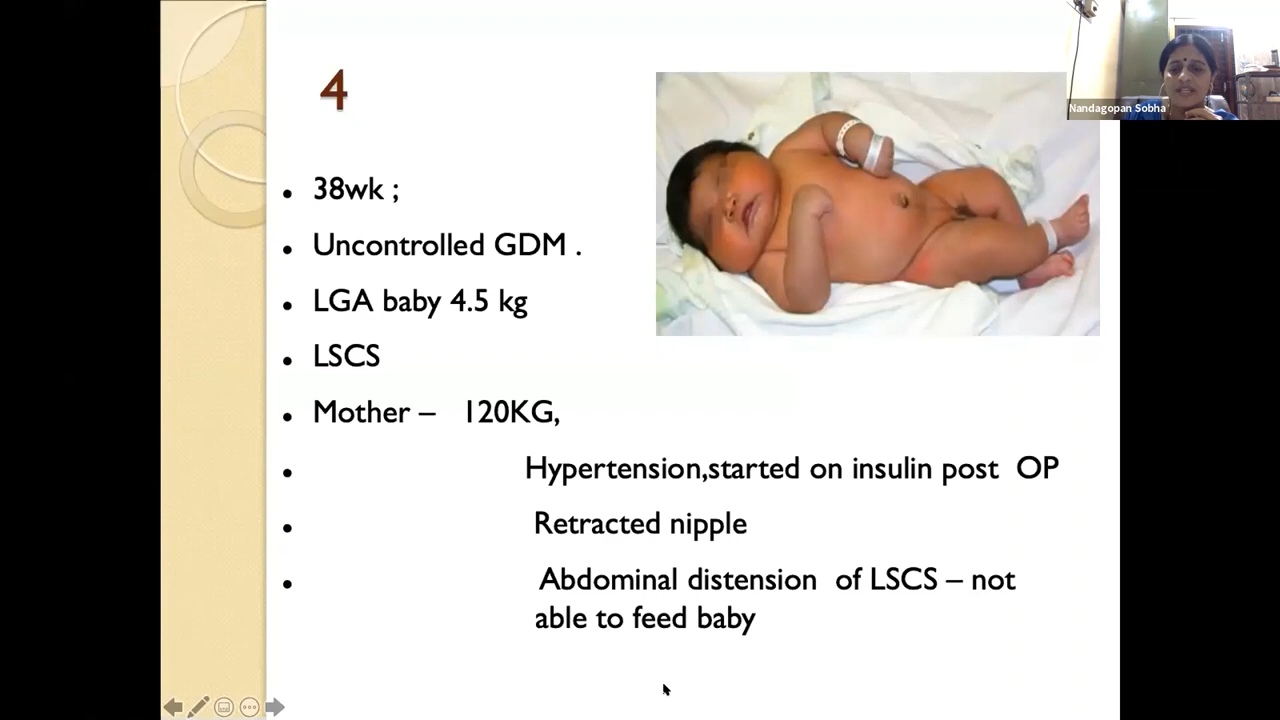 4
Nandagopan Sobha
• 38wk ;
• Uncontrolled GDM .
• LGA baby 4.5 kg
• LSCS
• Mother – 120KG,
• Hypertension,started on insulin post OP
• Retracted nipple
• Abdominal distension of LSCS – not
able to feed baby